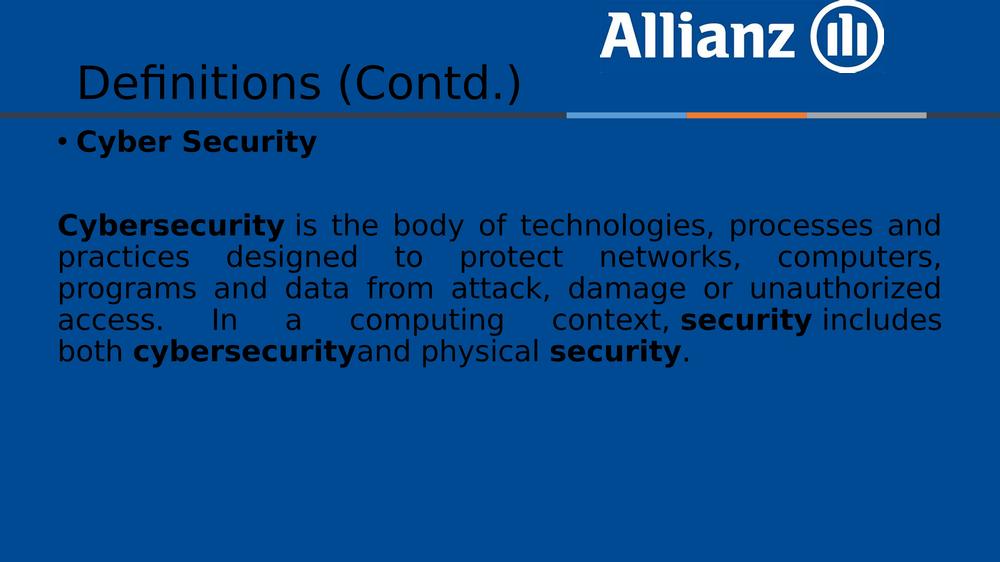 Allianz
Definitions (Contd.)
• Cyber Security
Cybersecurity is the body of technologies, processes and
practices designed to protect networks, computers,
programs and data from attack, damage or unauthorized
access. In a computing context, security includes
both cybersecurityand physical security.